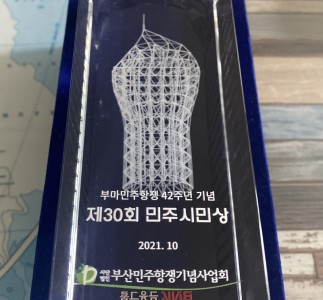 부마민주항쟁 42주년 기념
제30회 민주시민상
2021. 10
부산민주항쟁기념사업회